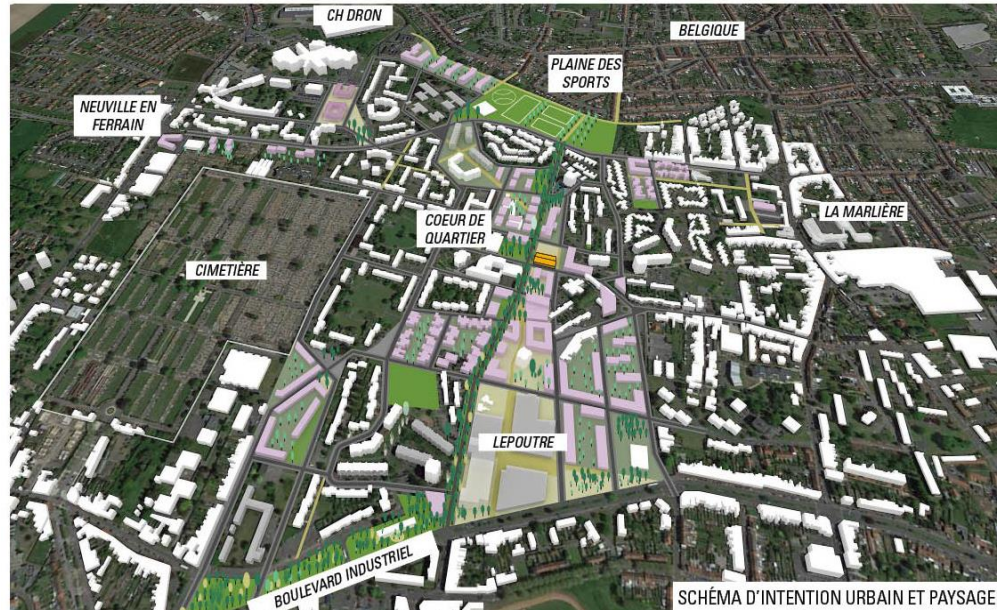 CH DRON
BELGIQUE
PLAINE DES
SPORTS
NEUVILLE EN
FERRAIN
COEUR DE
QUARTIER
LA MARLIÈRE
CIMETIÈRE
LEPOUTRE
BOULEVARD INDUSTRIEL
SCHÉMA D'INTENTION URBAIN ET PAYSAGE